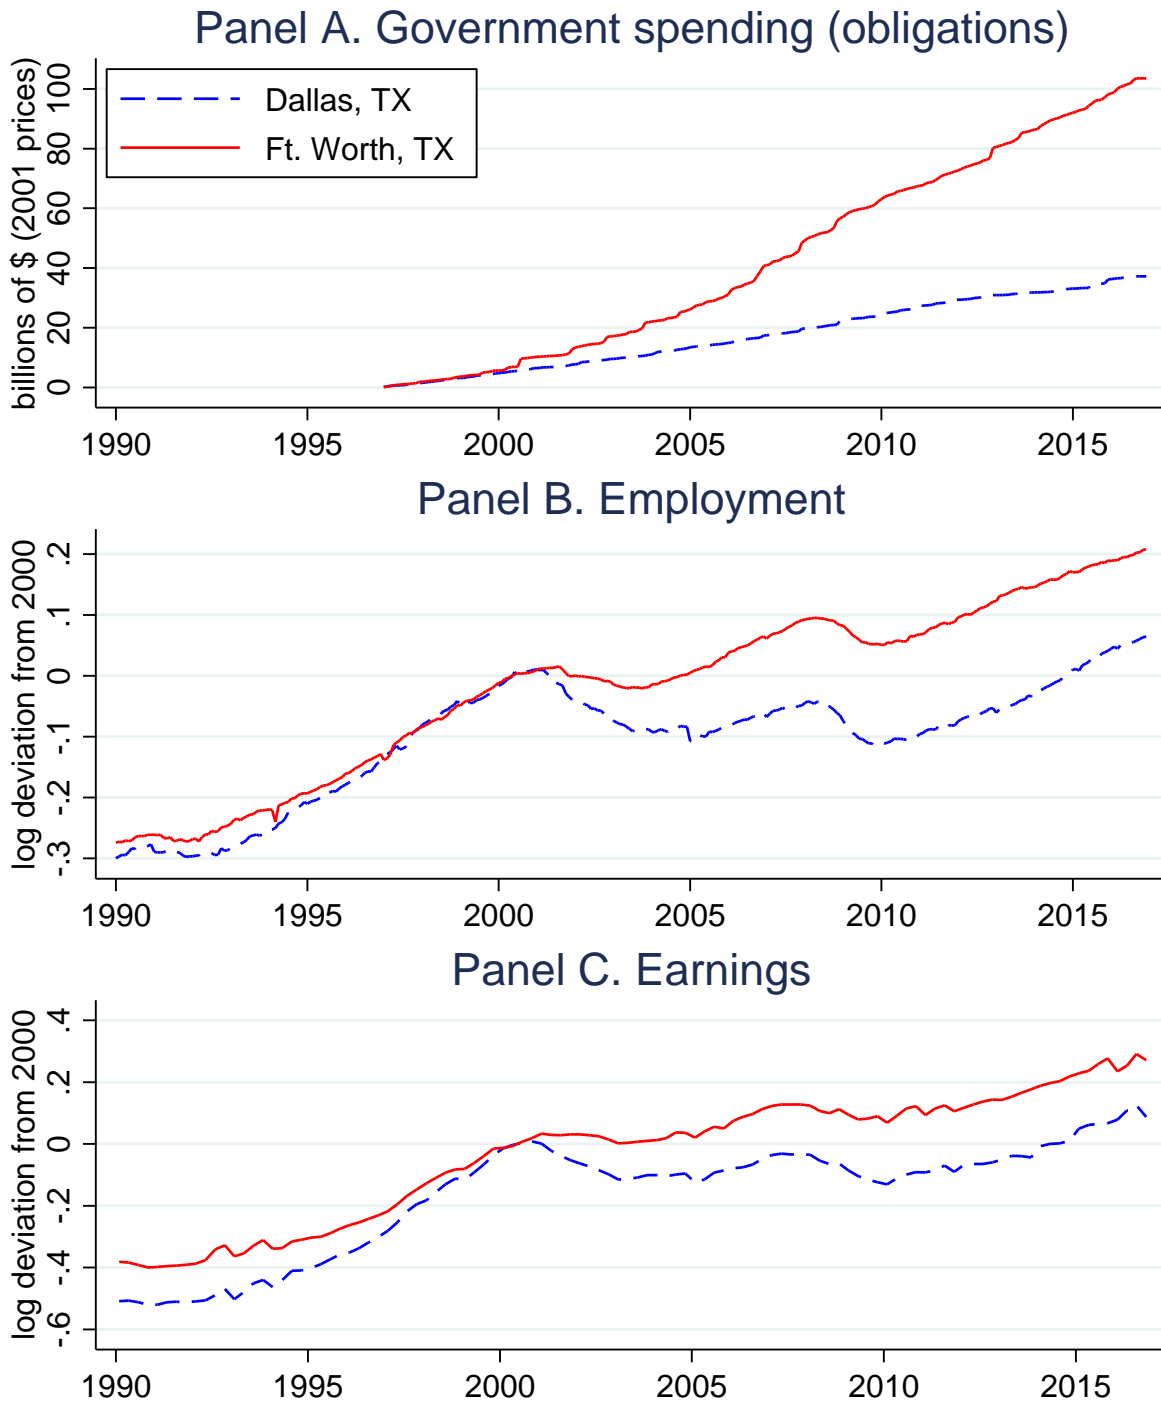 Panel A. Government spending (obligations)
billions of $ (2001 prices)
0 20 40 60 80 100
Dallas, TX
Ft. Worth, TX
1990 1995 2000 2005 2010 2015
Panel B. Employment
log deviation from 2000
-.3 -.2 -.1 0 .1 .2
1990 1995 2000 2005 2010 2015
Panel C. Earnings
log deviation from 2000
-.6 -.4 -.2 0 .2 .4
1990 1995 2000 2005 2010 2015